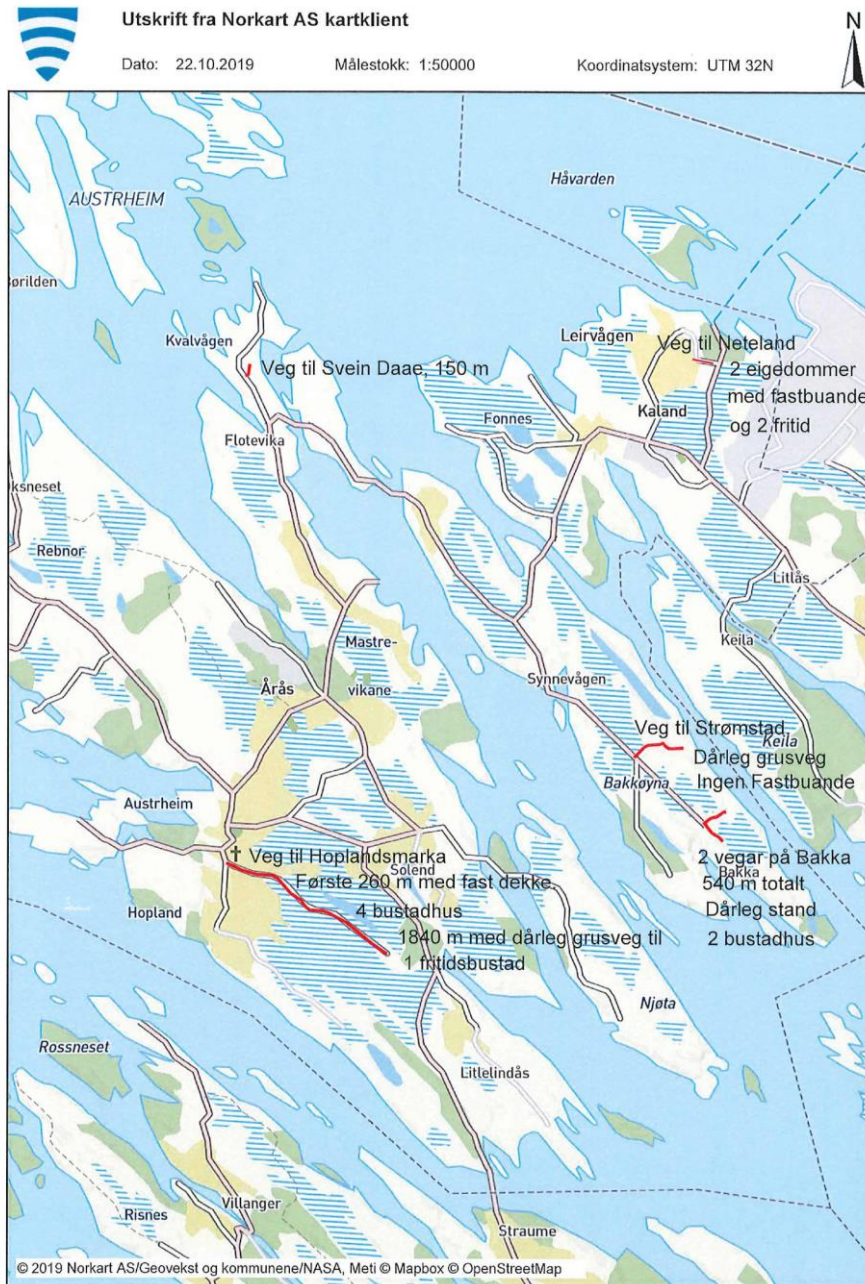 Utskrift fra Norkart AS kartklient
Dato: 22.10.2019 Målestokk: 1:50000 Koordinatsystem: UTM 32N
N
Håvarden
AUSTRHEIM
Kvalvågen
Leirvågen
Veg til Neteland
Veg til Svein Daae, 150 m
2 eigedommer
med fastbuande
og 2 fritid
Fonnes
Kaland
Flotevika
Rebnor
Litlås
Keila
Mastre-
vikane
Årås
Synnevågen
Veg til Strømstad
Keila
Dårleg grusveg
Ingen Fastbuande
Bakkøyna
Austrheim
Veg til Hoplandsmarka
2 vegar på Bakka
Bakka
Solend
Første 260 m med fast dekke.
540 m totalt
Hopland
4 bustadhus
Dårleg stand
1840 m med dårleg grusveg til
2 bustadhus
1 fritidsbustad
Njøta
Rossneset
Litlelindås
Villanger
Risnes
Straume
© 2019 Norkart AS/Geovekst og kommunene/NASA, Meti © Mapbox © OpenStreetMap